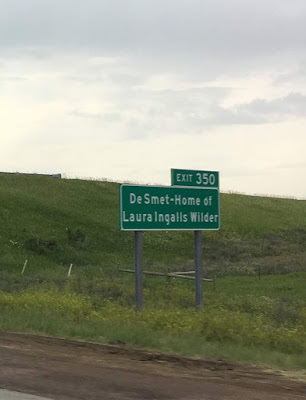 EXIT 350
De Smet-Home of
Laura Ingalls Wilder